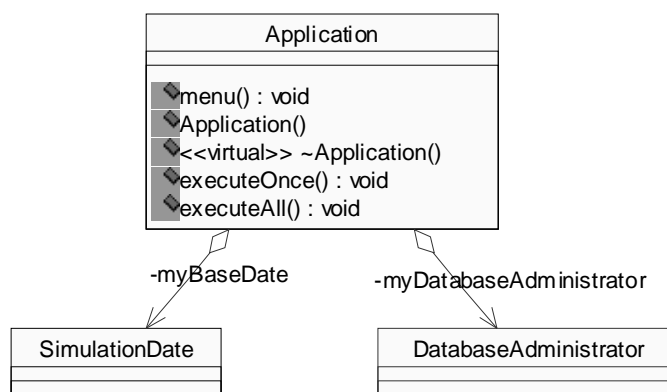 Application
menu() : void
Application()
<<virtual>> ~Application()
executeOnce() : void
executeAll() : void
-myBaseDate
-myDatabaseAdministrator
SimulationDate
DatabaseAdministrator